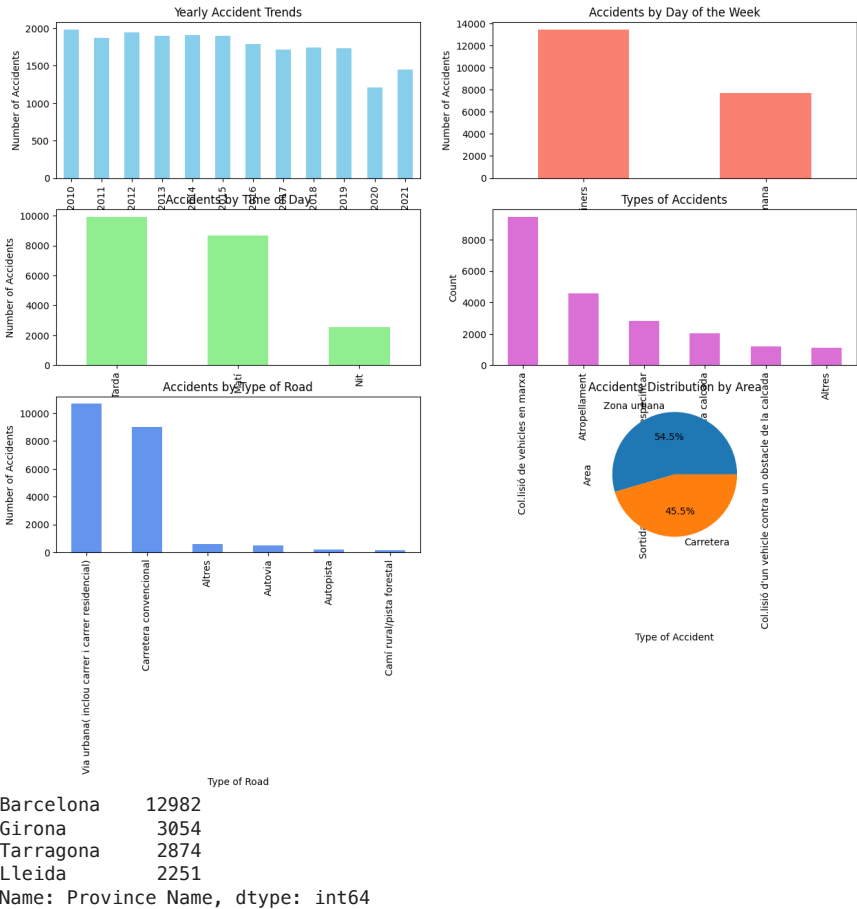 Yearly Accident Trends
Number of Accidents
2000
1500
1000
500
0
2010
2011
2012
2013
2014
2015
2016
2017
2018
2019
2020
2021
Accidents by Day of the Week
Number of Accidents
14000
12000
10000
8000
6000
4000
2000
0
Accidents by Time of Day
Number of Accidents
10000
8000
6000
4000
2000
0
Tarda
Matí
Nit
Types of Accidents
Count
8000
6000
4000
2000
0
Col.lisió de vehicles en marxa
Atropellament
Sortida
especificar
calcada
Col.lisió d'un vehicle contra un obstacle de la calcada
Altres
Type of Accident
Accidents by Type of Road
Number of Accidents
10000
8000
6000
4000
2000
0
Via urbana( inclou carrer i carrer residencial)
Carretera convencional
Altres
Autovia
Autopista
Camí rural/pista forestal
Type of Road
Accidents Distribution by Area
Area
Zona urbana
54.5%
45.5%
Carretera
Barcelona 12982
Girona 3054
Tarragona 2874
Lleida 2251
Name: Province Name, dtype: int64